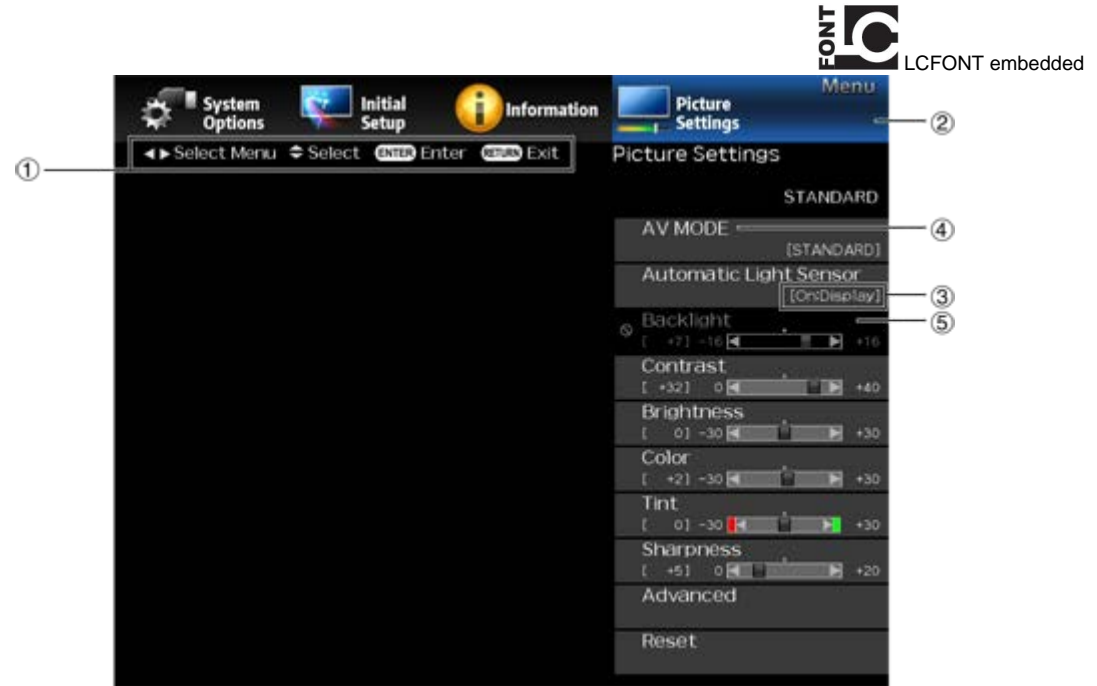 FONT LC LCFONT embedded
Menu
System Options
Initial Setup
Information
Picture Settings
②
① ◄► Select Menu ⬍ Select ENTER Enter RETURN Exit
Picture Settings
STANDARD
AV MODE ④
[STANDARD]
Automatic Light Sensor
[On:Display] ③
Backlight ⑤
[ +7] -16 +16
Contrast
[ +32] 0 +40
Brightness
[ 0] -30 +30
Color
[ +2] -30 +30
Tint
[ 0] -30 +30
Sharpness
[ +5] 0 +20
Advanced
Reset